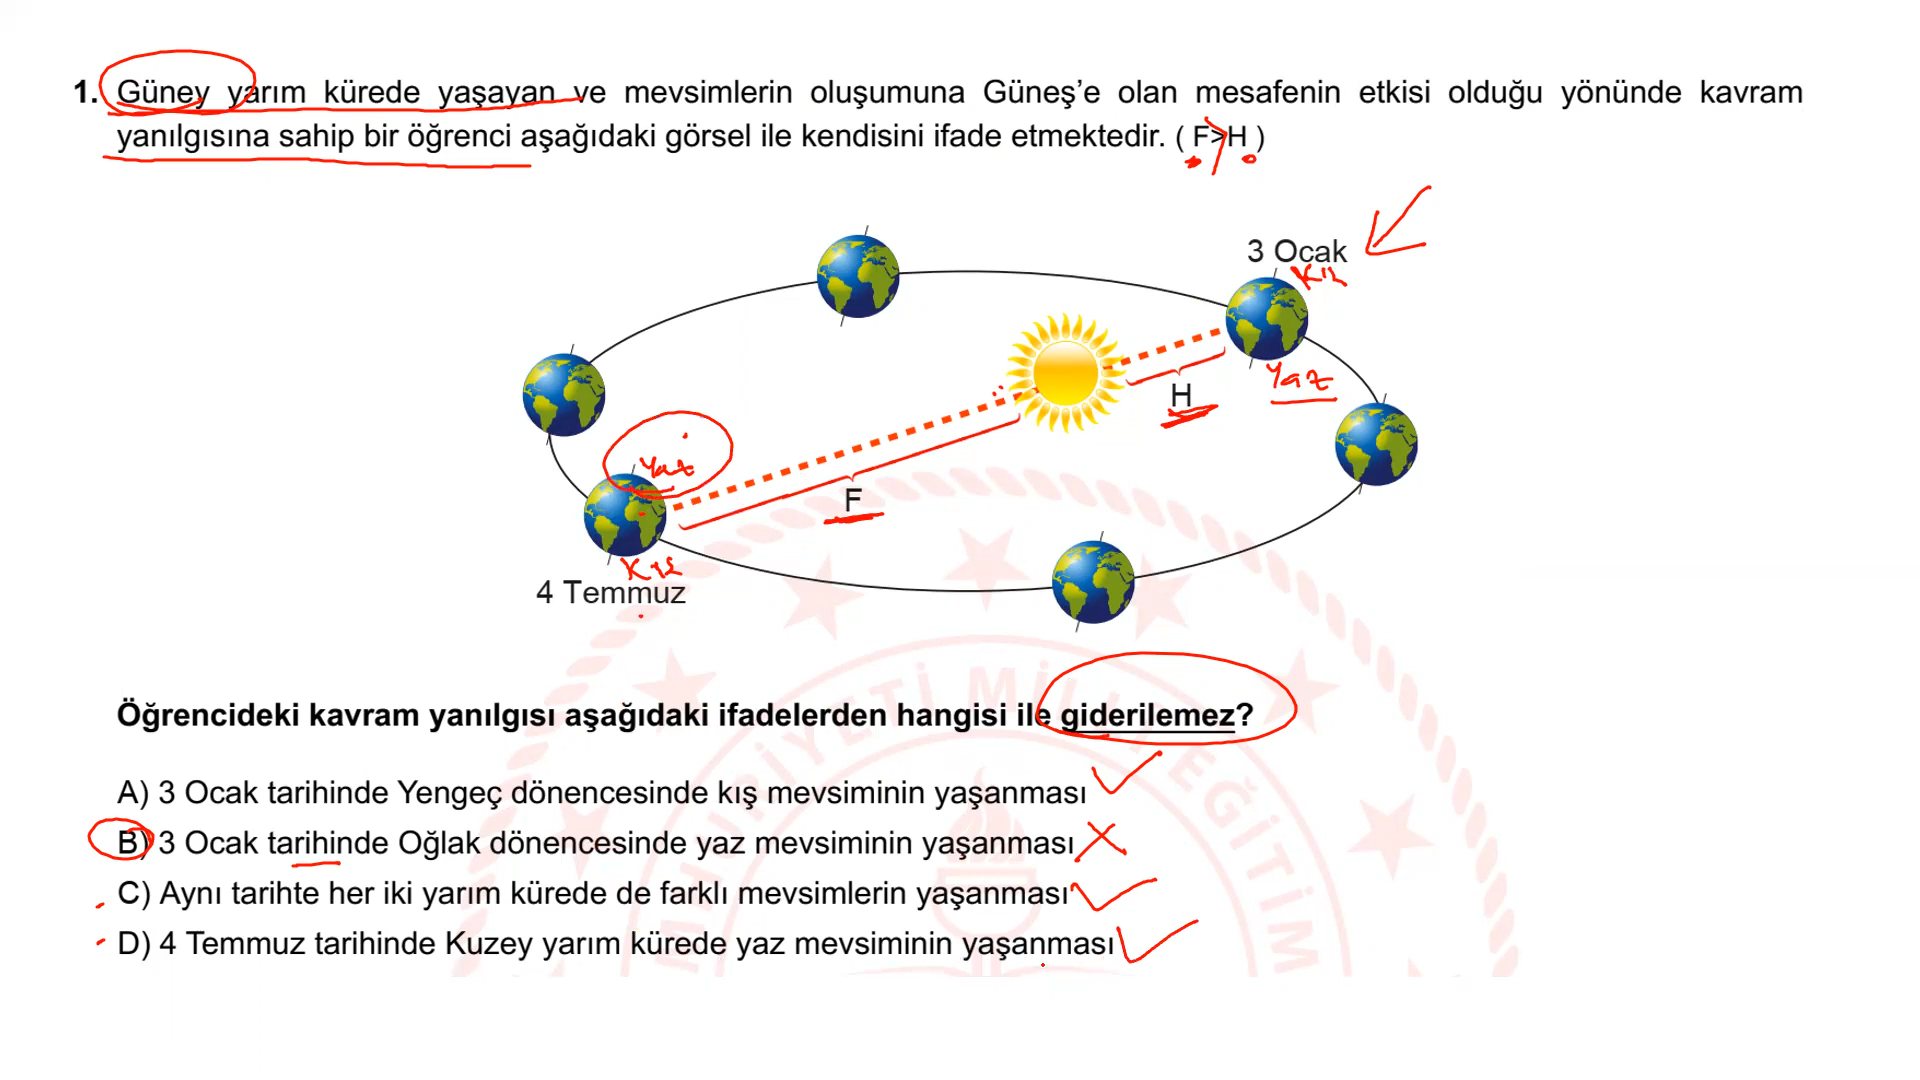 1. Güney yarım kürede yaşayan ve mevsimlerin oluşumuna Güneş'e olan mesafenin etkisi olduğu yönünde kavram
yanılgısına sahip bir öğrenci aşağıdaki görsel ile kendisini ifade etmektedir. ( F>H )
3 Ocak
Kış
Yaz
H
Yaz
F
Kış
4 Temmuz
Öğrencideki kavram yanılgısı aşağıdaki ifadelerden hangisi ile giderilemez?
A) 3 Ocak tarihinde Yengeç dönencesinde kış mevsiminin yaşanması
B) 3 Ocak tarihinde Oğlak dönencesinde yaz mevsiminin yaşanması
C) Aynı tarihte her iki yarım kürede de farklı mevsimlerin yaşanması
D) 4 Temmuz tarihinde Kuzey yarım kürede yaz mevsiminin yaşanması